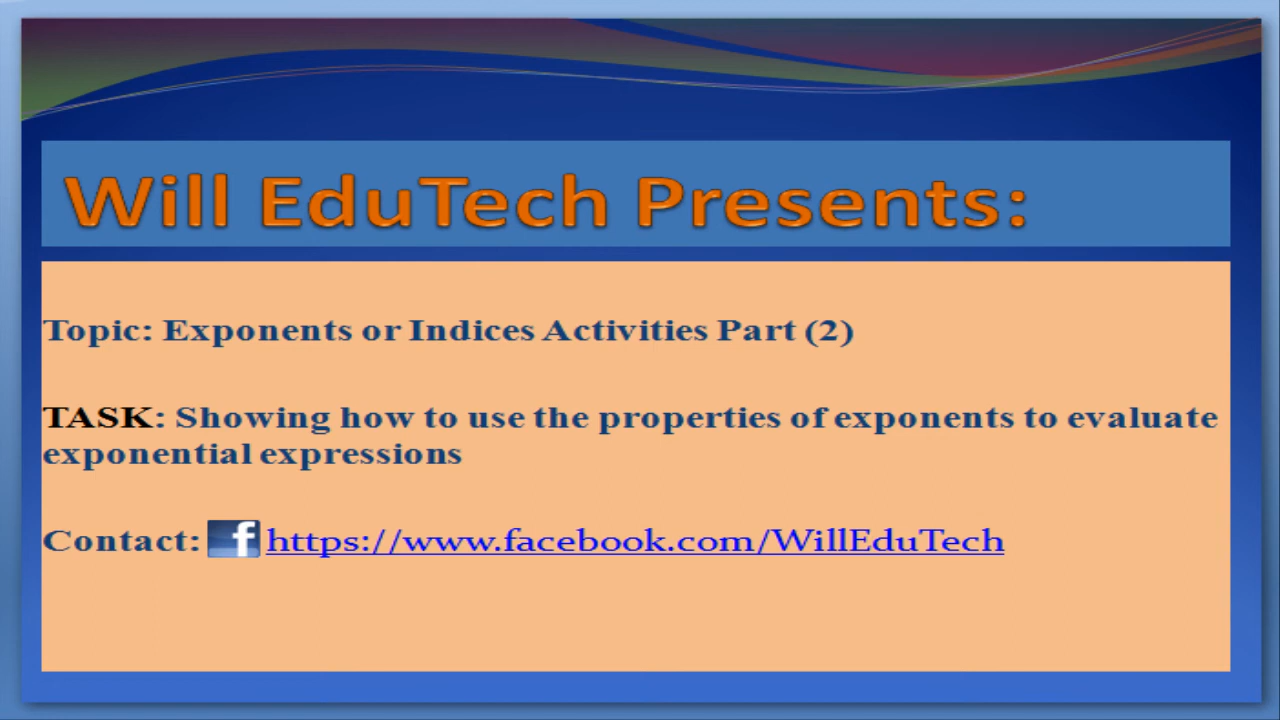 Will EduTech Presents:
Topic: Exponents or Indices Activities Part (2)
TASK: Showing how to use the properties of exponents to evaluate
exponential expressions
Contact: f https://www.facebook.com/WillEduTech